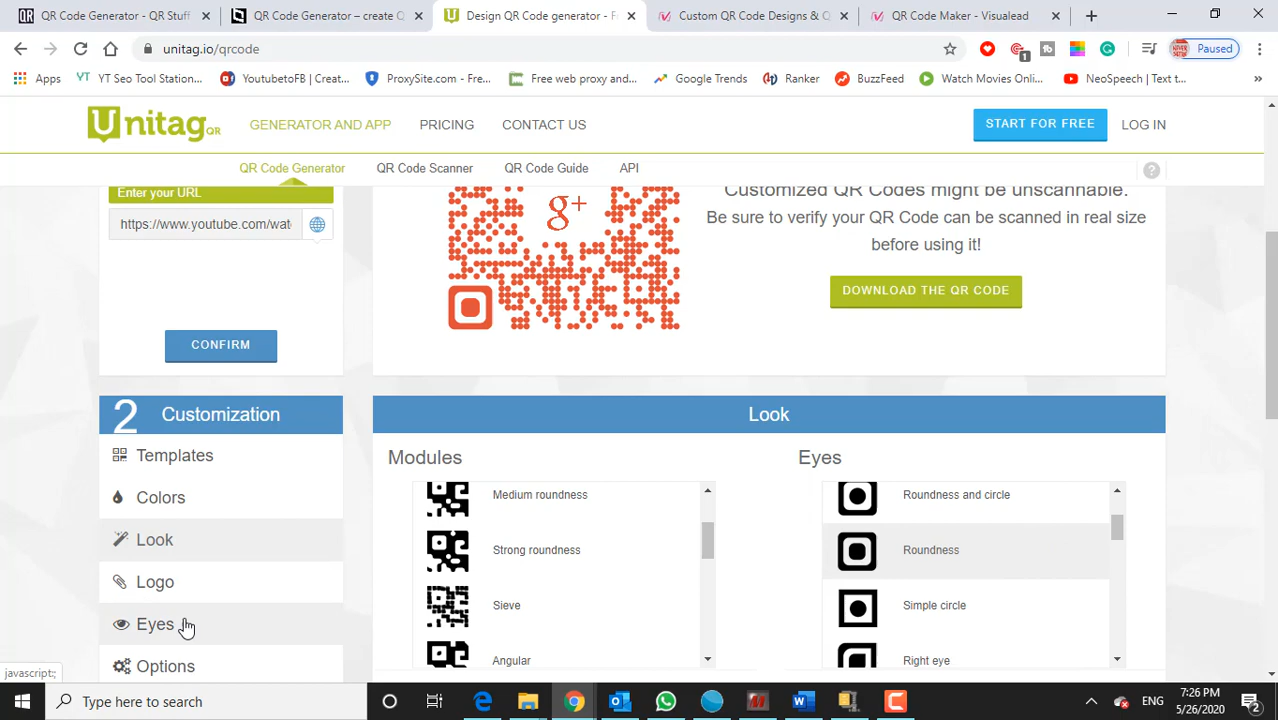 QR Code Generator - QR Stuff
QR Code Generator – create Q
Design QR Code generator - F
Custom QR Code Designs & Q
QR Code Maker - Visualead
unitag.io/qrcode
1
Paused
Apps
YT SEo Tool Station...
YoutubetoFB | Creat...
ProxySite.com - Fre...
Free web proxy and...
Google Trends
Ranker
BuzzFeed
Watch Movies Onli...
NeoSpeech | Text t...
»
Unitag QR
GENERATOR AND APP
PRICING
CONTACT US
START FOR FREE
LOG IN
QR Code Generator
QR Code Scanner
QR Code Guide
API
?
Enter your URL
https://www.youtube.com/wat
CONFIRM
g+
Customized QR Codes might be unscannable.
Be sure to verify your QR Code can be scanned in real size
before using it!
DOWNLOAD THE QR CODE
2 Customization
Templates
Colors
Look
Logo
Eyes
Options
Look
Modules
Medium roundness
Strong roundness
Sieve
Angular
Eyes
Roundness and circle
Roundness
Simple circle
Right eye
javascript:;
Type here to search
ENG
7:26 PM
5/26/2020
2